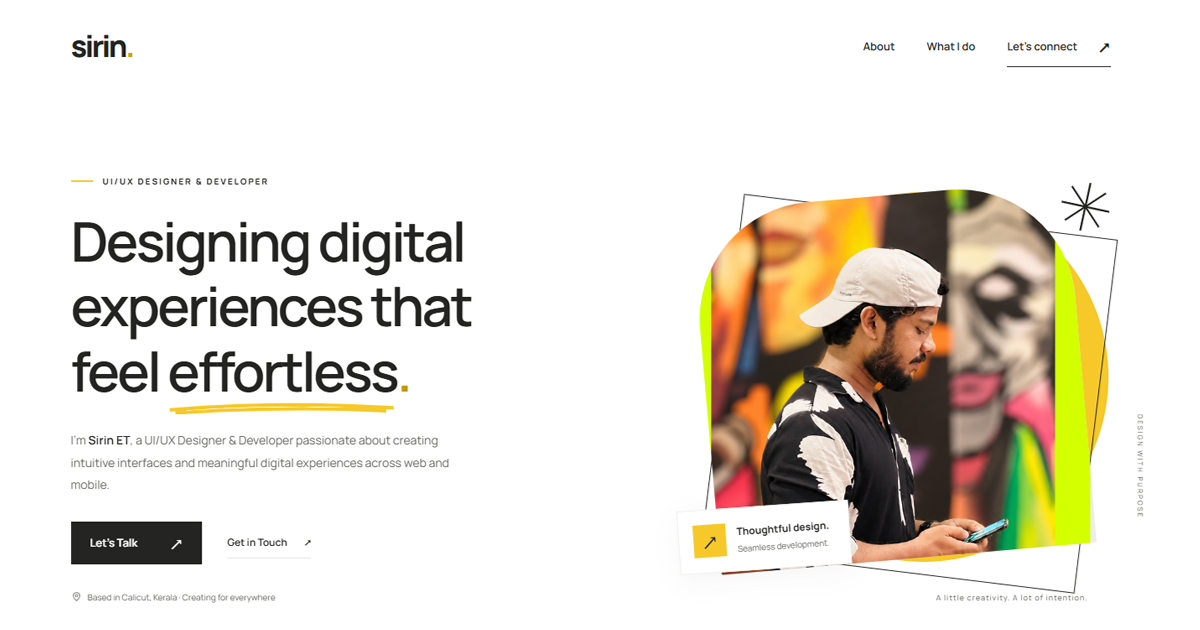 sirin.
About
What I do
Let's connect
UI/UX DESIGNER & DEVELOPER
Designing digital
experiences that
feel effortless.
I'm Sirin ET, a UI/UX Designer & Developer passionate about creating
intuitive interfaces and meaningful digital experiences across web and
mobile.
Let's Talk
Get in Touch
Based in Calicut, Kerala · Creating for everywhere
Thoughtful design.
Seamless development.
DESIGN WITH PURPOSE
A little creativity. A lot of intention.